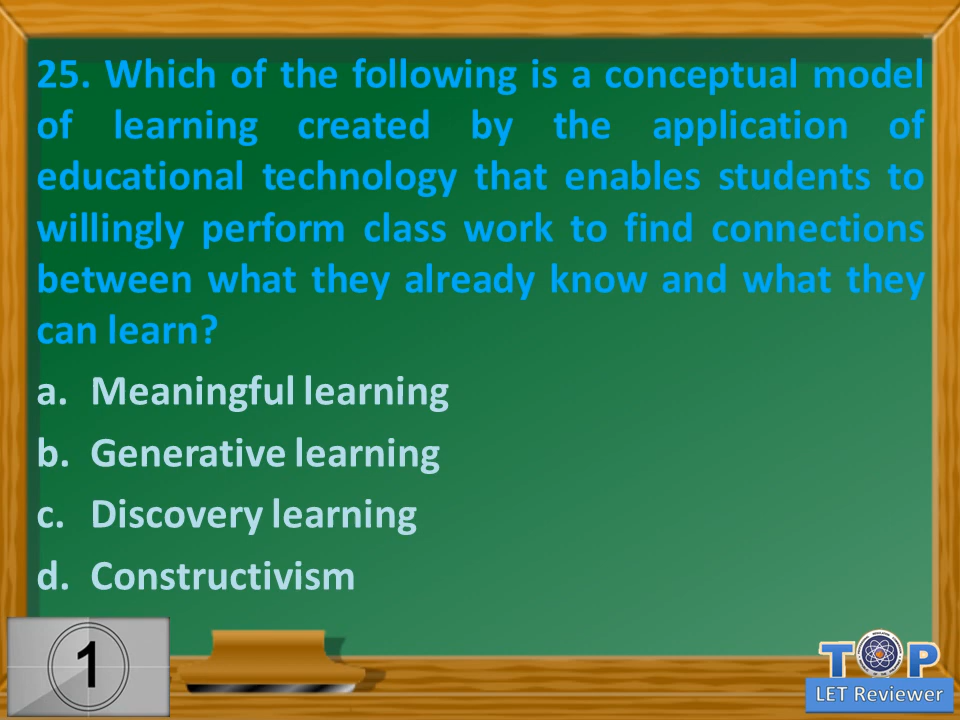 25. Which of the following is a conceptual model
of learning created by the application of
educational technology that enables students to
willingly perform class work to find connections
between what they already know and what they
can learn?
a. Meaningful learning
b. Generative learning
c. Discovery learning
d. Constructivism
1
TOP
LET Reviewer